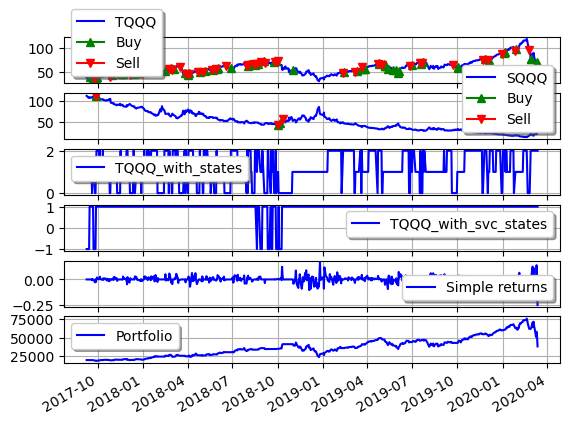 TQQQ
Buy
Sell
100
50
SQQQ
Buy
Sell
100
50
2
0
TQQQ_with_states
1
0
−1
TQQQ_with_svc_states
0.00
−0.25
Simple returns
75000
50000
25000
Portfolio
2017-10
2018-01
2018-04
2018-07
2018-10
2019-01
2019-04
2019-07
2019-10
2020-01
2020-04